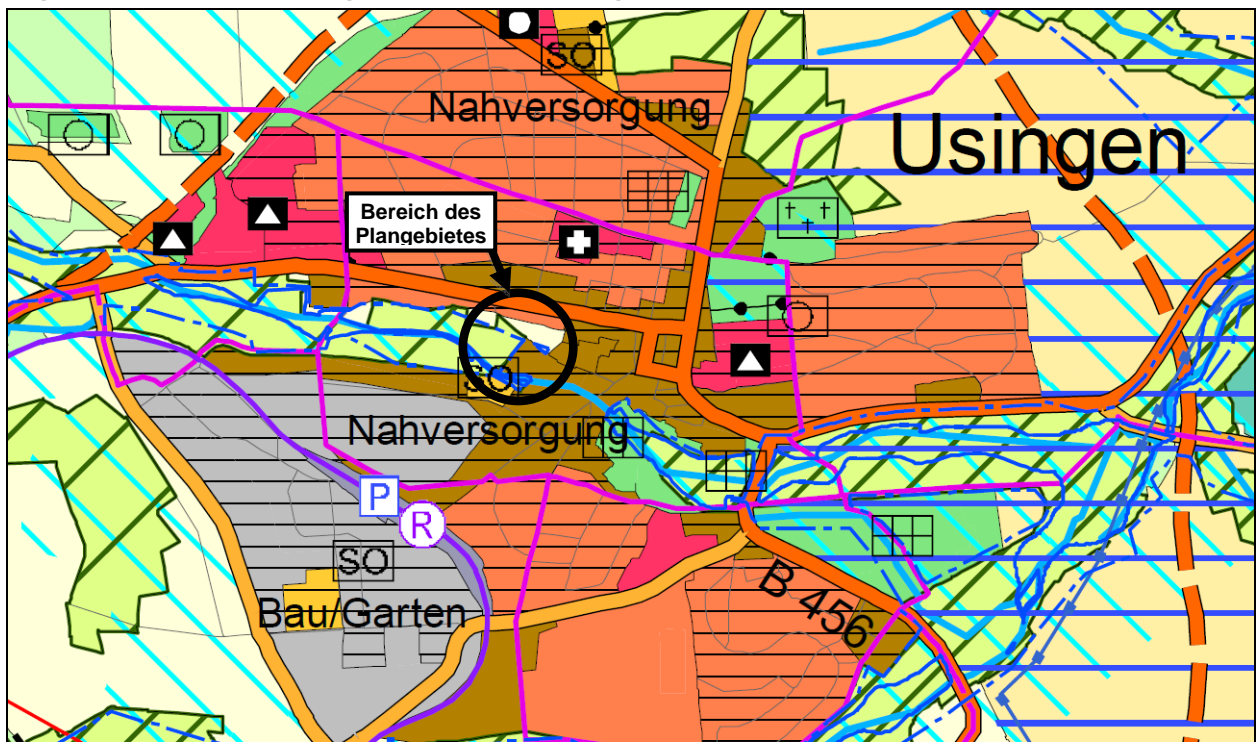 SO
Nahversorgung
Usingen
Bereich des
Plangebietes
SO
Nahversorgung
P
R
SO
Bau/Garten
B 456